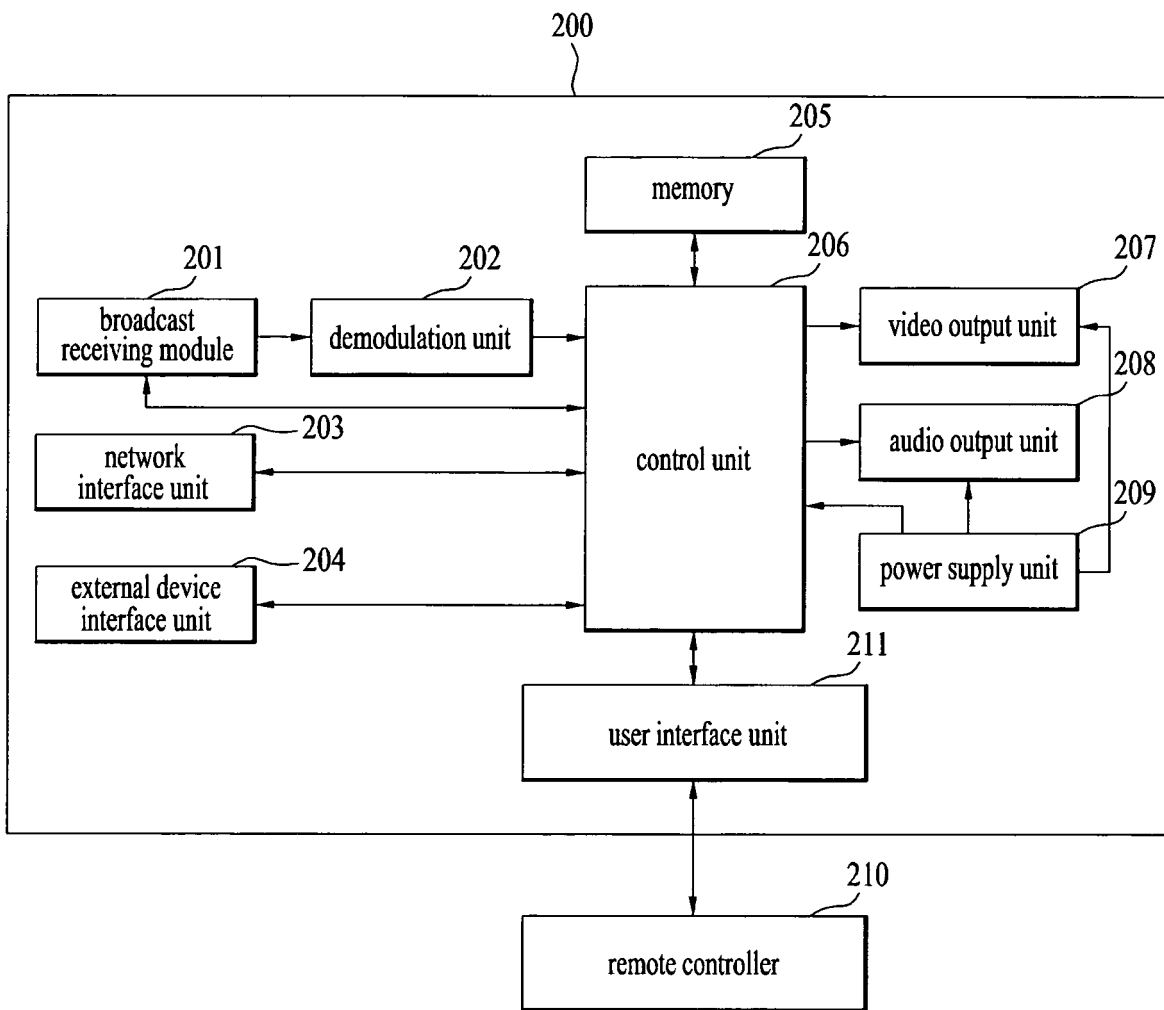 200
205
memory
201
202
206
207
broadcast
receiving module
demodulation unit
video output unit
208
203
network
interface unit
control unit
audio output unit
209
204
external device
interface unit
power supply unit
211
user interface unit
210
remote controller